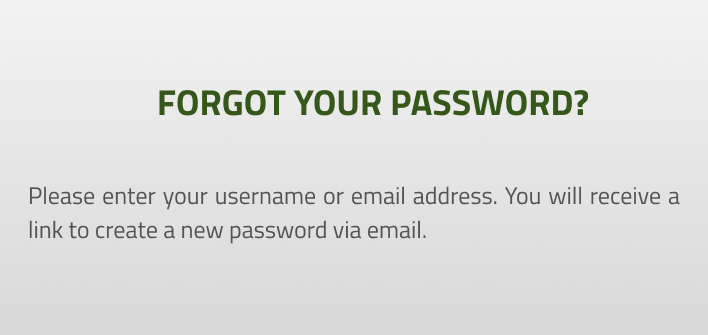 FORGOT YOUR PASSWORD?
Please enter your username or email address. You will receive a
link to create a new password via email.